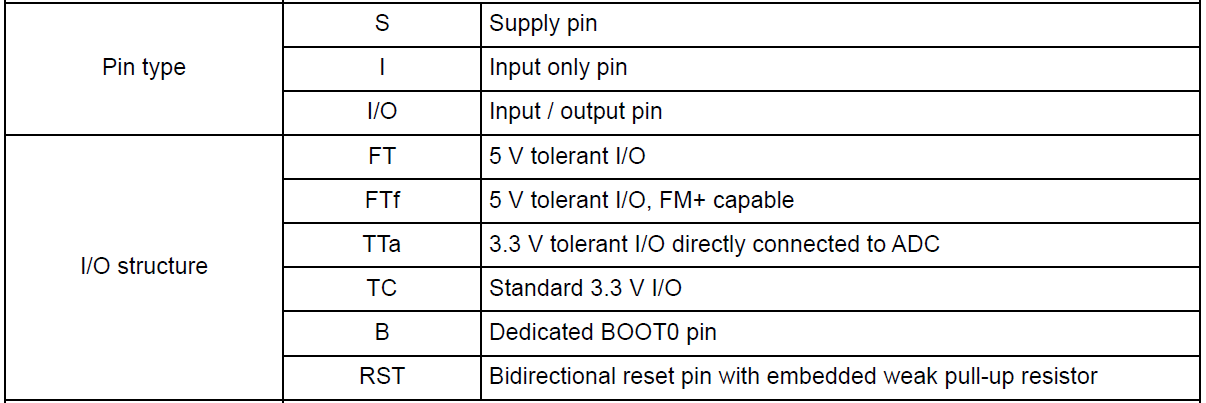 Pin type
S
Supply pin
I
Input only pin
I/O
Input / output pin
I/O structure
FT
5 V tolerant I/O
FTf
5 V tolerant I/O, FM+ capable
TTa
3.3 V tolerant I/O directly connected to ADC
TC
Standard 3.3 V I/O
B
Dedicated BOOT0 pin
RST
Bidirectional reset pin with embedded weak pull-up resistor